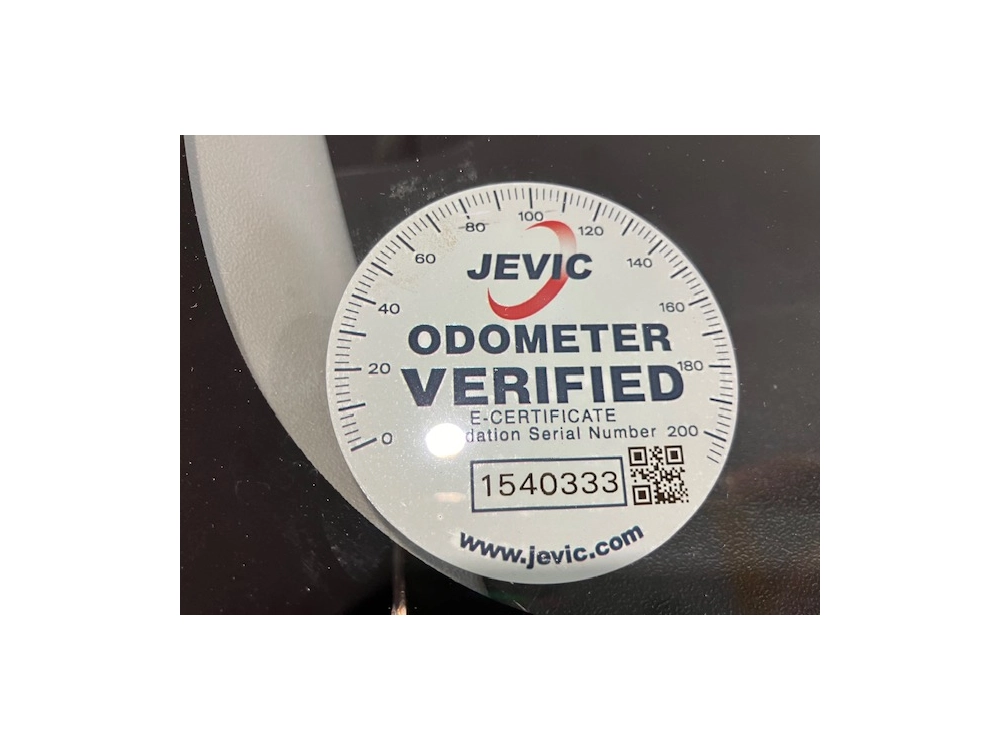 0
20
40
60
80
100
120
140
160
180
200
JEVIC
ODOMETER
VERIFIED
E-CERTIFICATE
Serial Number
1540333
www.jevic.com